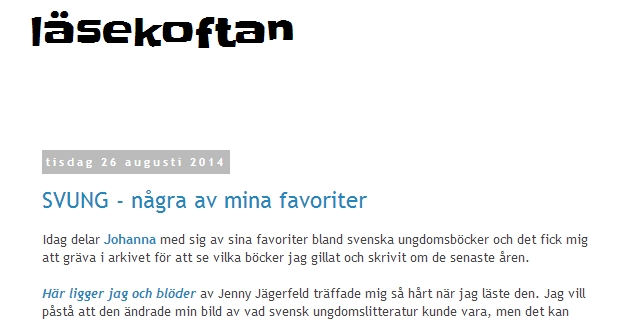 läsekoftan
tisdag 26 augusti 2014
SVUNG - några av mina favoriter
Idag delar Johanna med sig av sina favoriter bland svenska ungdomsböcker och det fick mig
att gräva i arkivet för att se vilka böcker jag gillat och skrivit om de senaste åren.
Här ligger jag och blöder av Jenny Jägerfeld träffade mig så hårt när jag läste den. Jag vill
påstå att den ändrade min bild av vad svensk ungdomslitteratur kunde vara, men det kan